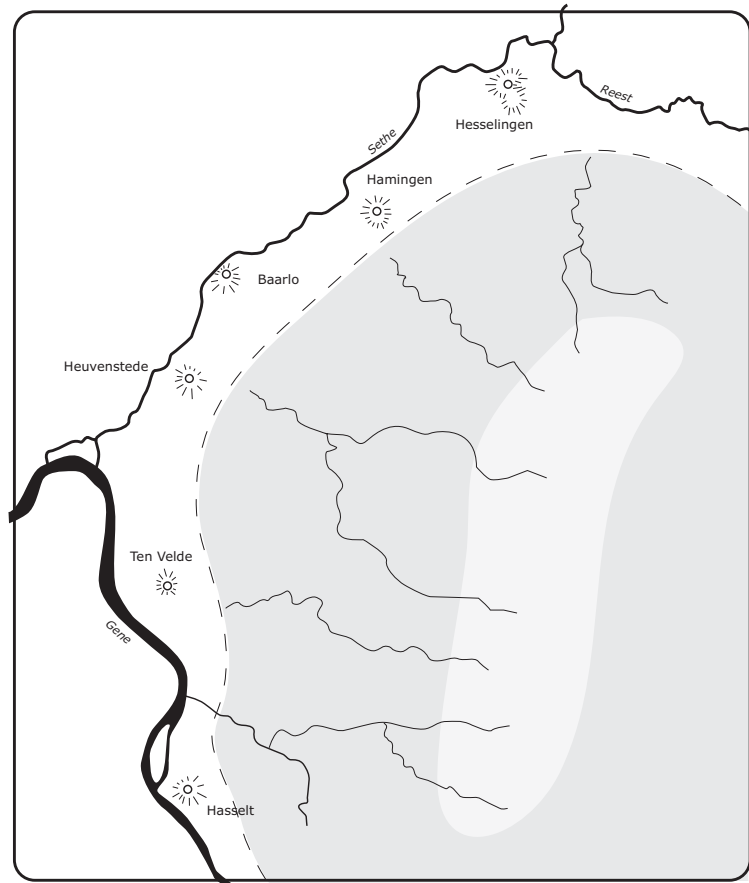 Reest
Hesselingen
Sethe
Hamingen
Baarlo
Heuvenstede
Ten Velde
Gene
Hasselt